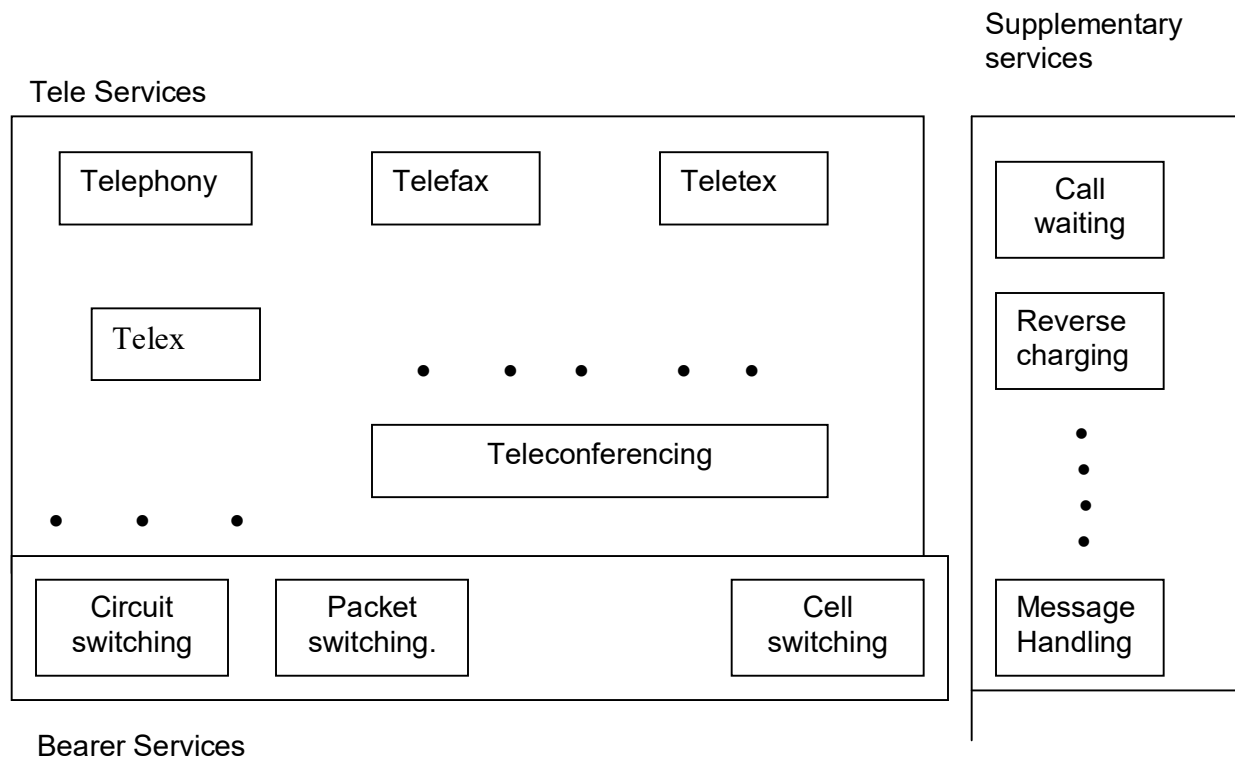 Supplementary
services
Tele Services
Telephony
Telefax
Teletex
Call
waiting
Telex
Reverse
charging
Teleconferencing
Circuit
switching
Packet
switching.
Cell
switching
Message
Handling
Bearer Services